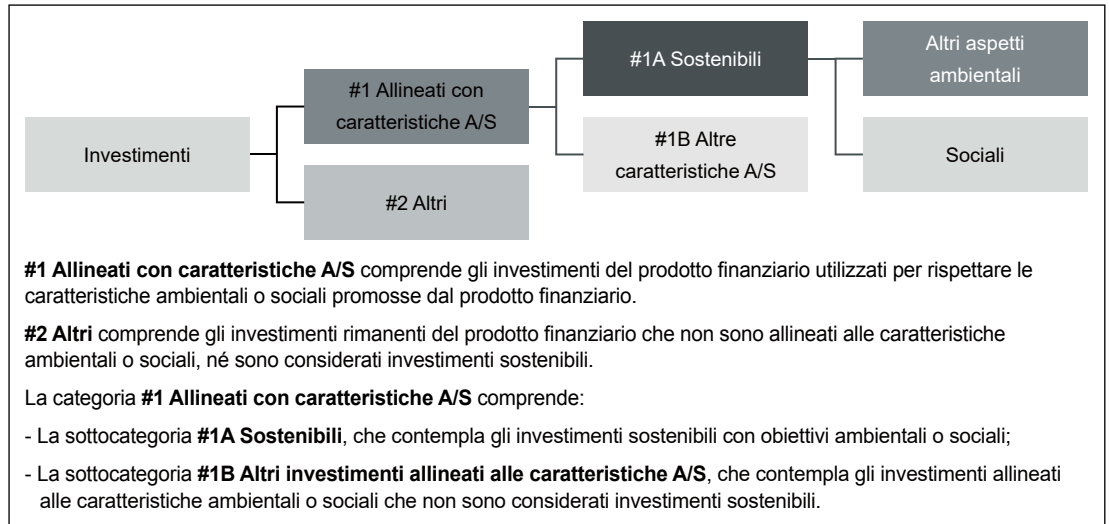 #1A Sostenibili
Altri aspetti
ambientali
#1 Allineati con
caratteristiche A/S
#1B Altre
caratteristiche A/S
Investimenti
Sociali
#2 Altri
#1 Allineati con caratteristiche A/S comprende gli investimenti del prodotto finanziario utilizzati per rispettare le
caratteristiche ambientali o sociali promosse dal prodotto finanziario.
#2 Altri comprende gli investimenti rimanenti del prodotto finanziario che non sono allineati alle caratteristiche
ambientali o sociali, né sono considerati investimenti sostenibili.
La categoria #1 Allineati con caratteristiche A/S comprende:
- La sottocategoria #1A Sostenibili, che contempla gli investimenti sostenibili con obiettivi ambientali o sociali;
- La sottocategoria #1B Altri investimenti allineati alle caratteristiche A/S, che contempla gli investimenti allineati
alle caratteristiche ambientali o sociali che non sono considerati investimenti sostenibili.